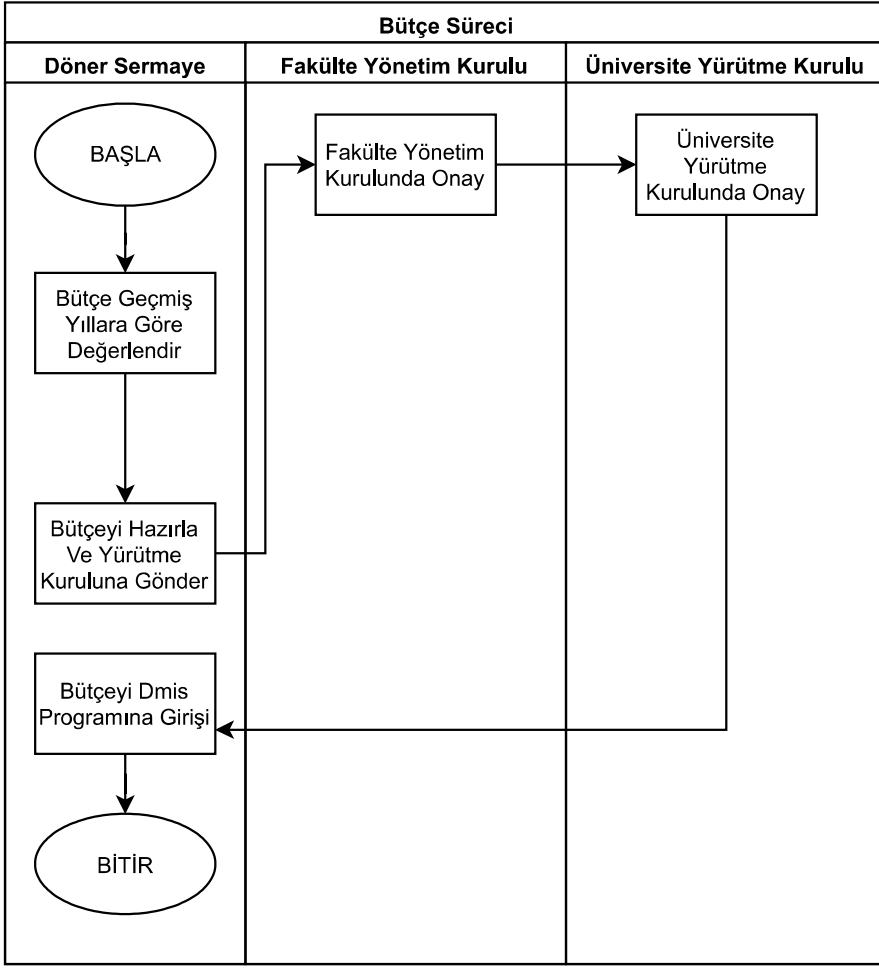 Bütçe Süreci
Döner Sermaye
Fakülte Yönetim Kurulu
Üniversite Yürütme Kurulu
BAŞLA
Bütçe Geçmiş
Yıllara Göre
Değerlendir
Bütçeyi Hazırla
Ve Yürütme
Kuruluna Gönder
Fakülte Yönetim
Kurulunda Onay
Üniversite
Yürütme
Kurulunda Onay
Bütçeyi Dmis
Programına Girişi
BİTİR